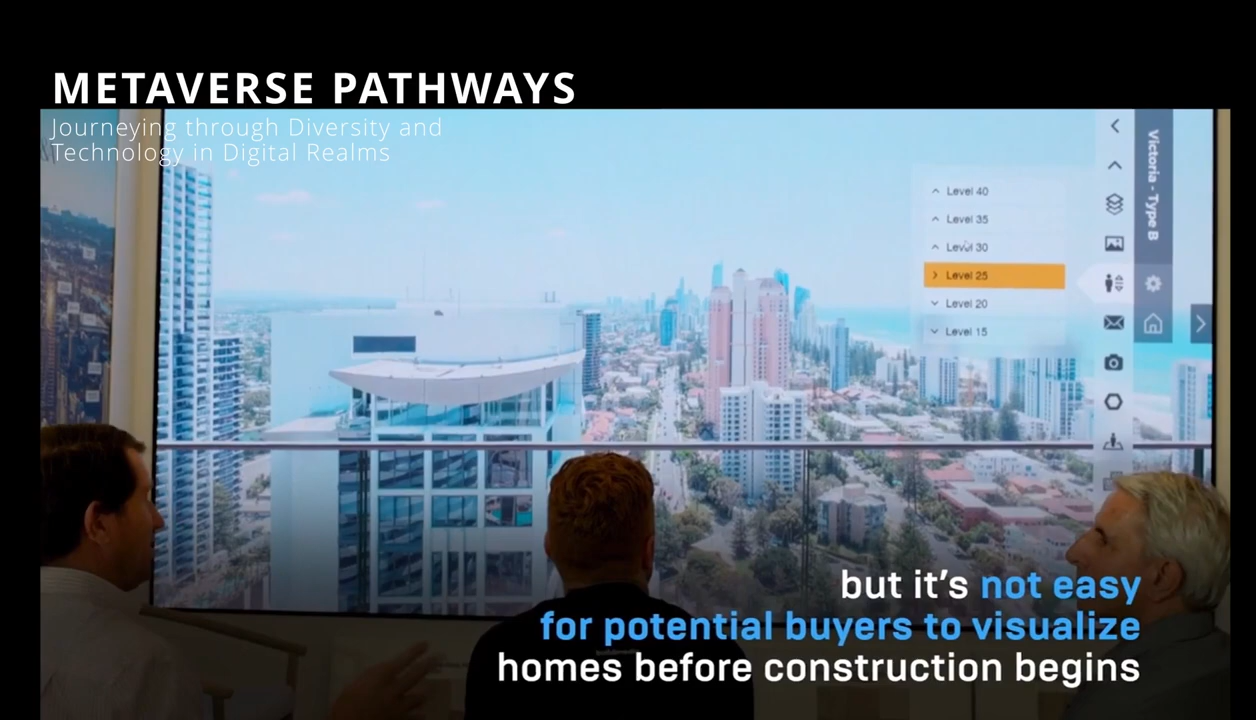 METAVERSE PATHWAYS
Journeying through Diversity and
Technology in Digital Realms
Victoria - Type B
Level 40
Level 35
Level 30
Level 25
Level 20
Level 15
but it's not easy
for potential buyers to visualize
homes before construction begins